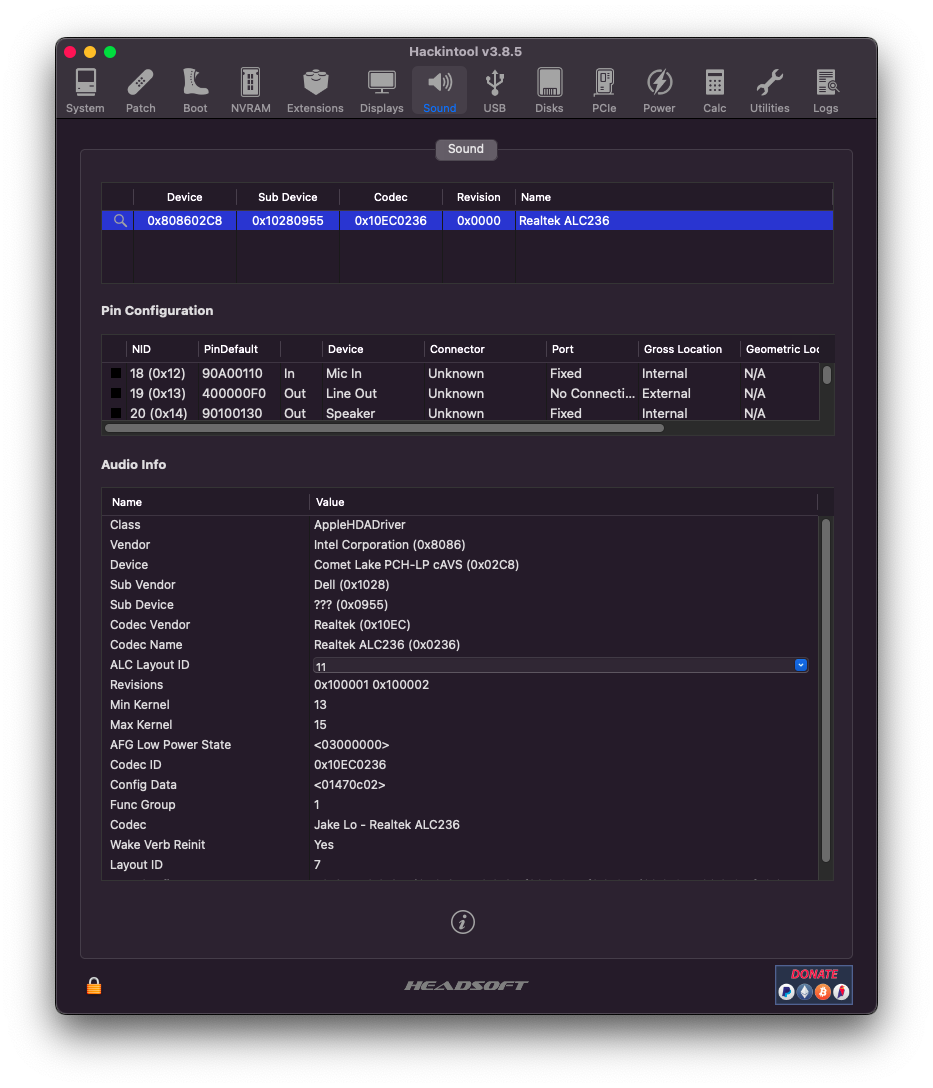 Hackintool v3.8.5
System Patch Boot NVRAM Extensions Displays Sound USB Disks PCIe Power Calc Utilities Logs
Sound
Device Sub Device Codec Revision Name
0x808602C8 0x10280955 0x10EC0236 0x0000 Realtek ALC236
Pin Configuration
NID PinDefault Device Connector Port Gross Location Geometric Loc
18 (0x12) 90A00110 In Mic In Unknown Fixed Internal N/A
19 (0x13) 400000F0 Out Line Out Unknown No Connecti... External N/A
20 (0x14) 90100130 Out Speaker Unknown Fixed Internal N/A
Audio Info
Name Value
Class AppleHDADriver
Vendor Intel Corporation (0x8086)
Device Comet Lake PCH-LP cAVS (0x02C8)
Sub Vendor Dell (0x1028)
Sub Device ??? (0x0955)
Codec Vendor Realtek (0x10EC)
Codec Name Realtek ALC236 (0x0236)
ALC Layout ID 11
Revisions 0x100001 0x100002
Min Kernel 13
Max Kernel 15
AFG Low Power State <03000000>
Codec ID 0x10EC0236
Config Data <01470c02>
Func Group 1
Codec Jake Lo - Realtek ALC236
Wake Verb Reinit Yes
Layout ID 7
HEADSOFT
DONATE